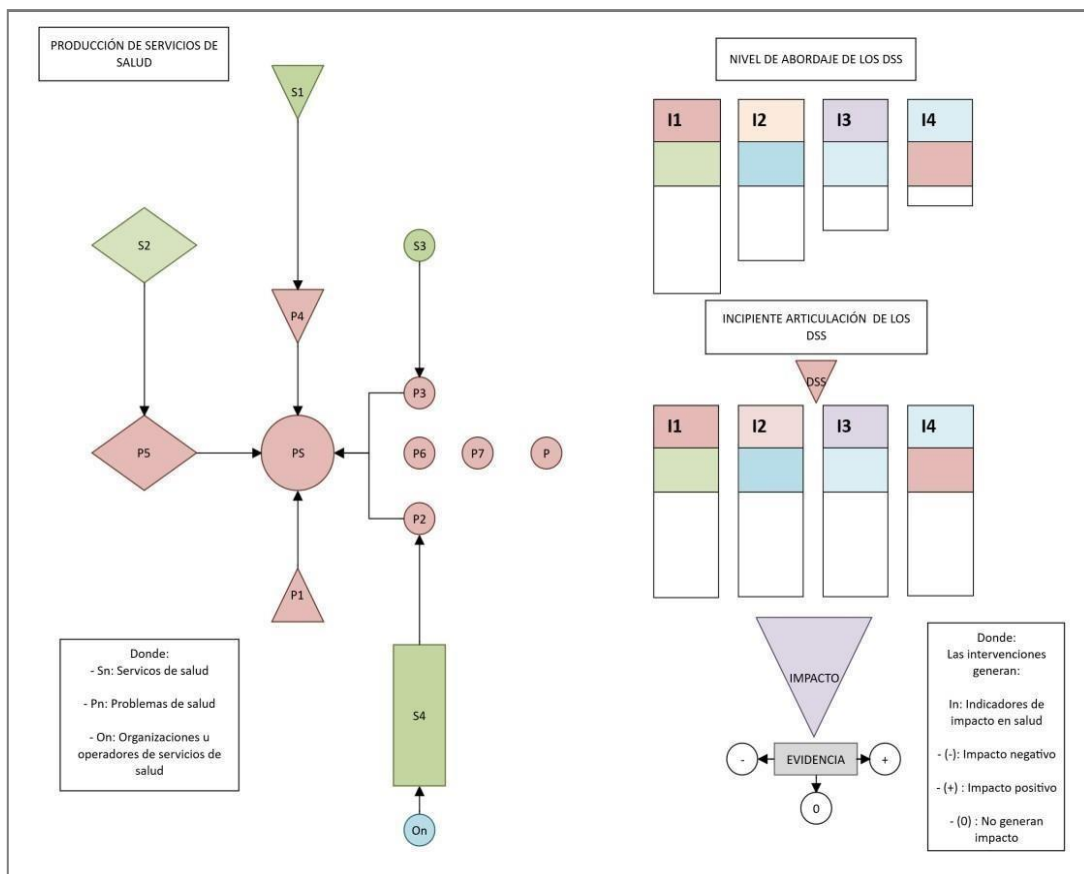 PRODUCCIÓN DE SERVICIOS DE
SALUD
S1
S2
S3
P4
P3
P5
PS
P6
P7
P
P2
P1
S4
On
Donde:
- Sn: Servicos de salud
- Pn: Problemas de salud
- On: Organizaciones u
operadores de servicios de
salud
NIVEL DE ABORDAJE DE LOS DSS
I1
I2
I3
I4
INCIPIENTE ARTICULACIÓN DE LOS
DSS
DSS
I1
I2
I3
I4
IMPACTO
-
EVIDENCIA
+
0
Donde:
Las intervenciones
generan:
In: Indicadores de
impacto en salud
- (-): Impacto negativo
- (+) : Impacto positivo
- (0) : No generan
impacto